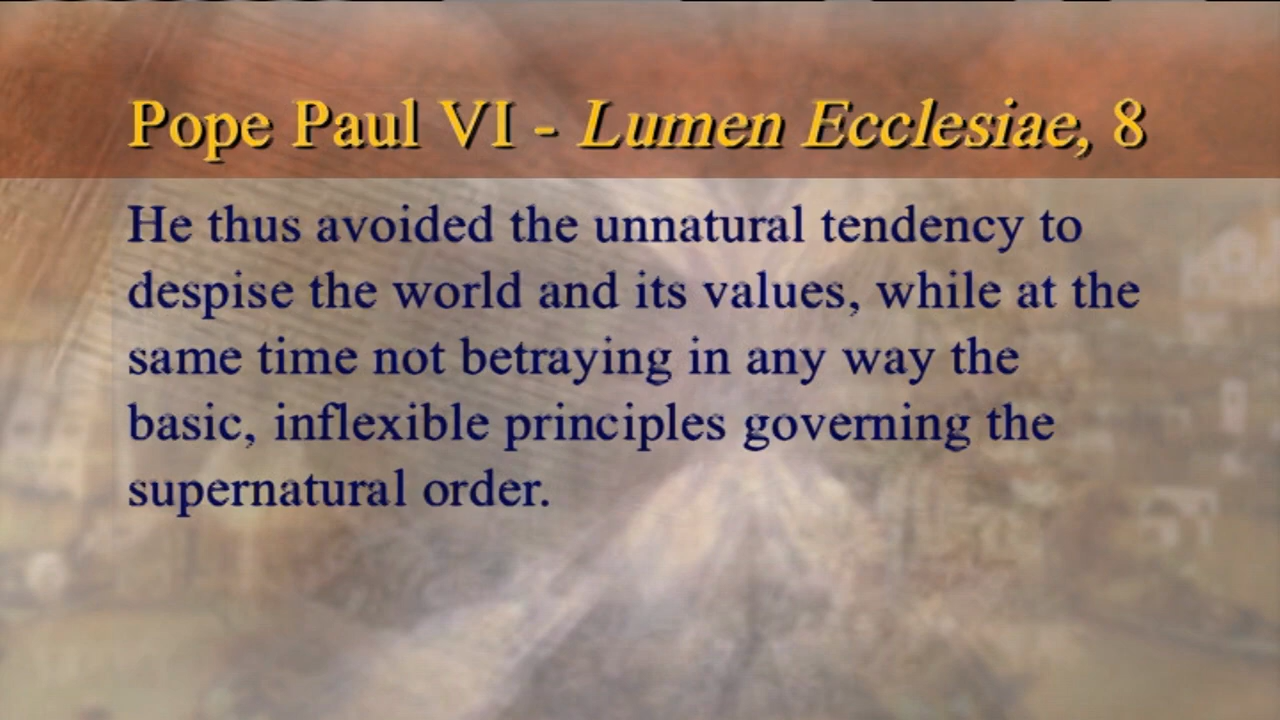 Pope Paul VI - Lumen Ecclesiae, 8
He thus avoided the unnatural tendency to
despise the world and its values, while at the
same time not betraying in any way the
basic, inflexible principles governing the
supernatural order.